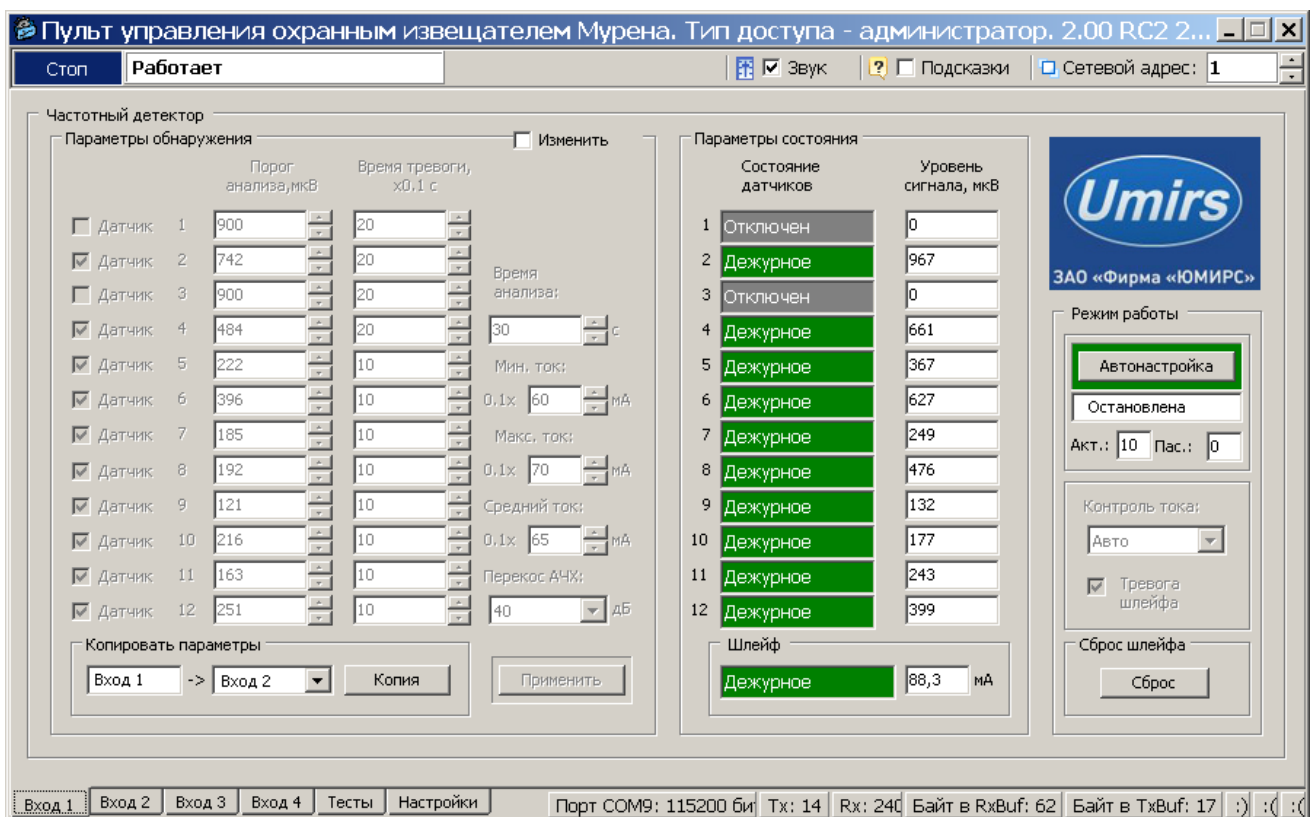 Пульт управления охранным извещателем Мурена. Тип доступа - администратор. 2.00 RC2 2...
Стоп Работает Звук Подсказки Сетевой адрес: 1
Частотный детектор
Параметры обнаружения Изменить Параметры состояния
Порог Время тревоги, Состояние Уровень
анализа,мкВ x0.1 с датчиков сигнала, мкВ
Umirs
ЗАО «Фирма «ЮМИРС»
Датчик 1 900 20 1 Отключен 0
Датчик 2 742 20 2 Дежурное 967
Время
анализа:
Датчик 3 900 20 3 Отключен 0
Режим работы
Датчик 4 484 20 30 с 4 Дежурное 661
Датчик 5 222 10 Мин. ток: 5 Дежурное 367 Автонастройка
Датчик 6 396 10 0.1x 60 мА 6 Дежурное 627 Остановлена
Датчик 7 185 10 Макс. ток: 7 Дежурное 249 Акт.: 10 Пас.: 0
Датчик 8 192 10 0.1x 70 мА 8 Дежурное 476
Датчик 9 121 10 Средний ток: 9 Дежурное 132 Контроль тока:
Датчик 10 216 10 0.1x 65 мА 10 Дежурное 177 Авто
Датчик 11 163 10 Перекос АЧХ: 11 Дежурное 243 Тревога
шлейфа
Датчик 12 251 10 40 дБ 12 Дежурное 399
Копировать параметры Шлейф Сброс шлейфа
Вход 1 -> Вход 2 Копия Применить Дежурное 88,3 мА Сброс
Вход 1 Вход 2 Вход 3 Вход 4 Тесты Настройки Порт COM9: 115200 би Tx: 14 Rx: 240 Байт в RxBuf: 62 Байт в TxBuf: 17 :) :( :(